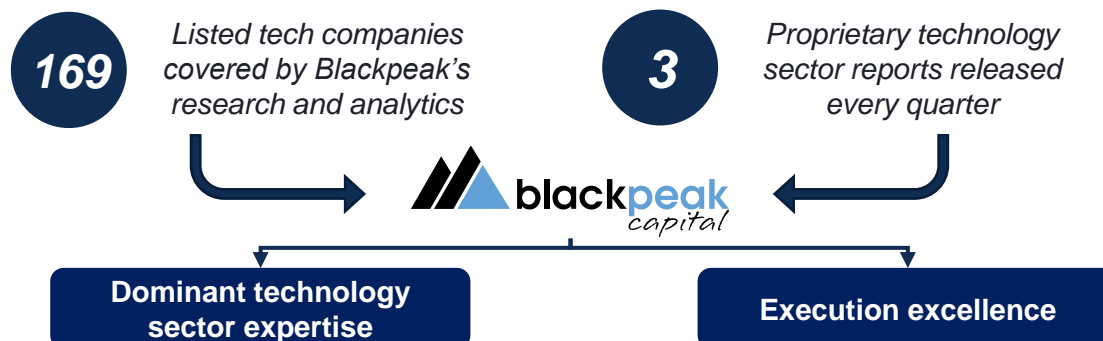 169
Listed tech companies
covered by Blackpeak's
research and analytics
3
Proprietary technology
sector reports released
every quarter
blackpeak
capital
Dominant technology
sector expertise
Execution excellence